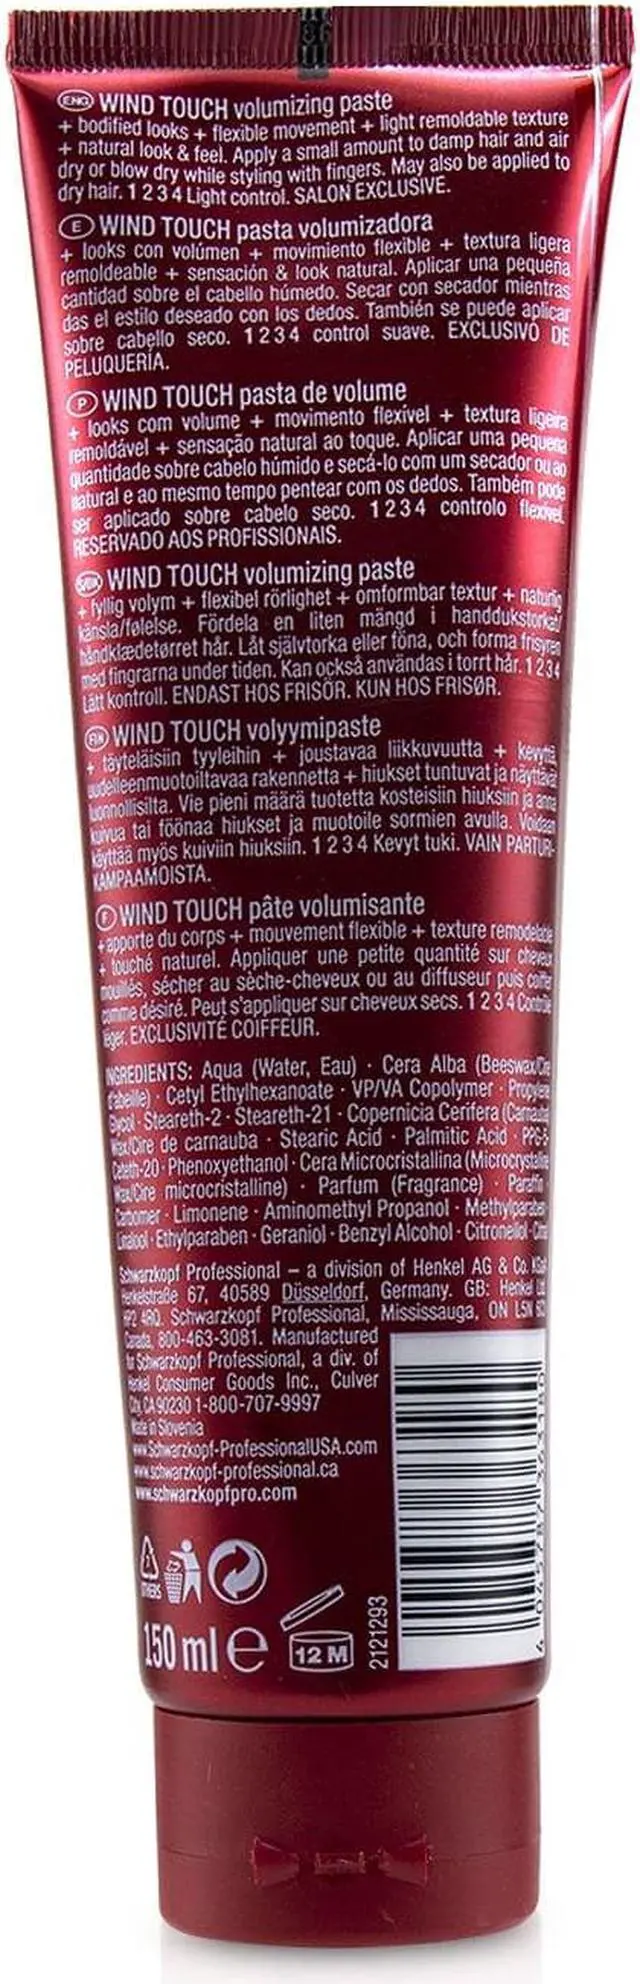 ENG WIND TOUCH volumizing paste
+ bodified looks + flexible movement + light remoldable texture
+ natural look & feel. Apply a small amount to damp hair and air
dry or blow dry while styling with fingers. May also be applied to
dry hair. 1 2 3 4 Light control. SALON EXCLUSIVE.
E WIND TOUCH pasta volumizadora
+ looks con volúmen + movimiento flexible + textura ligera
remoldeable + sensación & look natural. Aplicar una pequeña
cantidad sobre el cabello húmedo. Secar con secador mientras
das el estilo deseado con los dedos. También se puede aplicar
sobre cabello seco. 1 2 3 4 control suave. EXCLUSIVO DE
PELUQUERÍA.
P WIND TOUCH pasta de volume
+ looks com volume + movimento flexível + textura ligeira
remoldável + sensação natural ao toque. Aplicar uma pequena
quantidade sobre cabelo húmido e secá-lo com um secador ou ao
natural e ao mesmo tempo pentear com os dedos. Também pode
ser aplicado sobre cabelo seco. 1 2 3 4 controlo flexível.
RESERVADO AOS PROFISSIONAIS.
WIND TOUCH volumizing paste
+ fyllig volym + flexibel rörlighet + omformbar textur + naturlig
känsla/følelse. Fördela en liten mängd i handdukstorkat/
håndklædetørret hår. Låt självtorka eller föna, och forma frisyren
med fingrarna under tiden. Kan också användas i torrt hår. 1 2 3 4
Lätt kontroll. ENDAST HOS FRISÖR. KUN HOS FRISØR.
FIN WIND TOUCH volyymipaste
+ täyteläisiin tyyleihin + joustavaa liikkuvuutta + kevyttä,
uudelleenmuotoiltavaa rakennetta + hiukset tuntuvat ja näyttävät
luonnollisilta. Vie pieni määrä tuotetta kosteisiin hiuksiin ja anna
kuivua tai föönaa hiukset ja muotoile sormien avulla. Voidaan
käyttää myös kuiviin hiuksiin. 1 2 3 4 Kevyt tuki. VAIN PARTURI-
KAMPAAMOISTA.
F WIND TOUCH pâte volumisante
+ apporte du corps + mouvement flexible + texture remodelable
+ touché naturel. Appliquer une petite quantité sur cheveux
mouillés, sécher au sèche-cheveux ou au diffuseur puis coiffer
comme désiré. Peut s'appliquer sur cheveux secs. 1 2 3 4 Contrôle
léger. EXCLUSIVITÉ COIFFEUR.
INGREDIENTS: Aqua (Water, Eau) · Cera Alba (Beeswax/Cire
d'abeille) · Cetyl Ethylhexanoate · VP/VA Copolymer · Propylene
Glycol · Steareth-2 · Steareth-21 · Copernicia Cerifera (Carnauba
Wax/Cire de carnauba · Stearic Acid · Palmitic Acid · PPG-5-
Ceteth-20 · Phenoxyethanol · Cera Microcristallina (Microcrystalline
Wax/Cire microcristalline) · Parfum (Fragrance) · Paraffin ·
Carbomer · Limonene · Aminomethyl Propanol · Methylparaben
Linalool · Ethylparaben · Geraniol · Benzyl Alcohol · Citronellol ·
Schwarzkopf Professional – a division of Henkel AG & Co. KGaA
Henkelstraße 67, 40589 Düsseldorf, Germany. GB: Henkel Ltd
HP2 4RQ. Schwarzkopf Professional, Mississauga, ON L5N
Canada, 800-463-3081. Manufactured
for Schwarzkopf Professional, a div. of
Henkel Consumer Goods Inc., Culver
City, CA 90230 1-800-707-9997
Made in Slovenia
www.Schwarzkopf-ProfessionalUSA.com
www.schwarzkopf-professional.ca
www.schwarzkopfpro.com
OTHERS
150 ml e
12 M
2121293